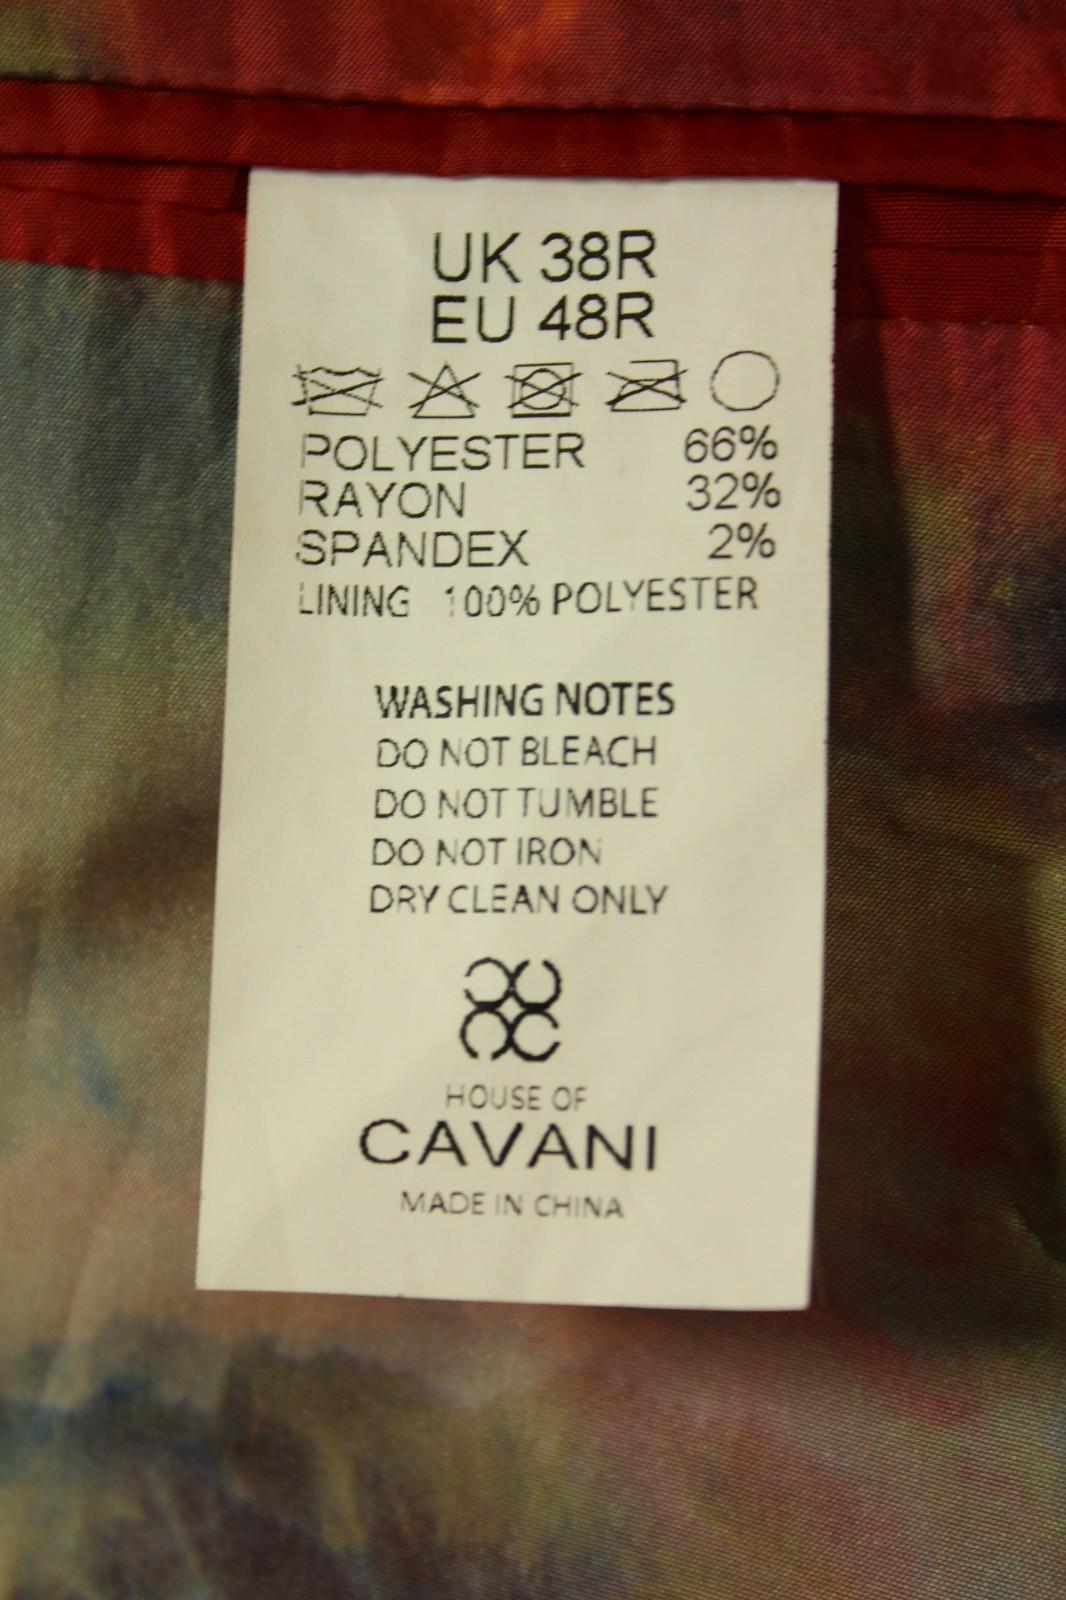 UK 38R
EU 48R
POLYESTER 66%
RAYON 32%
SPANDEX 2%
LINING 100% POLYESTER
WASHING NOTES
DO NOT BLEACH
DO NOT TUMBLE
DO NOT IRON
DRY CLEAN ONLY
HOUSE OF
CAVANI
MADE IN CHINA